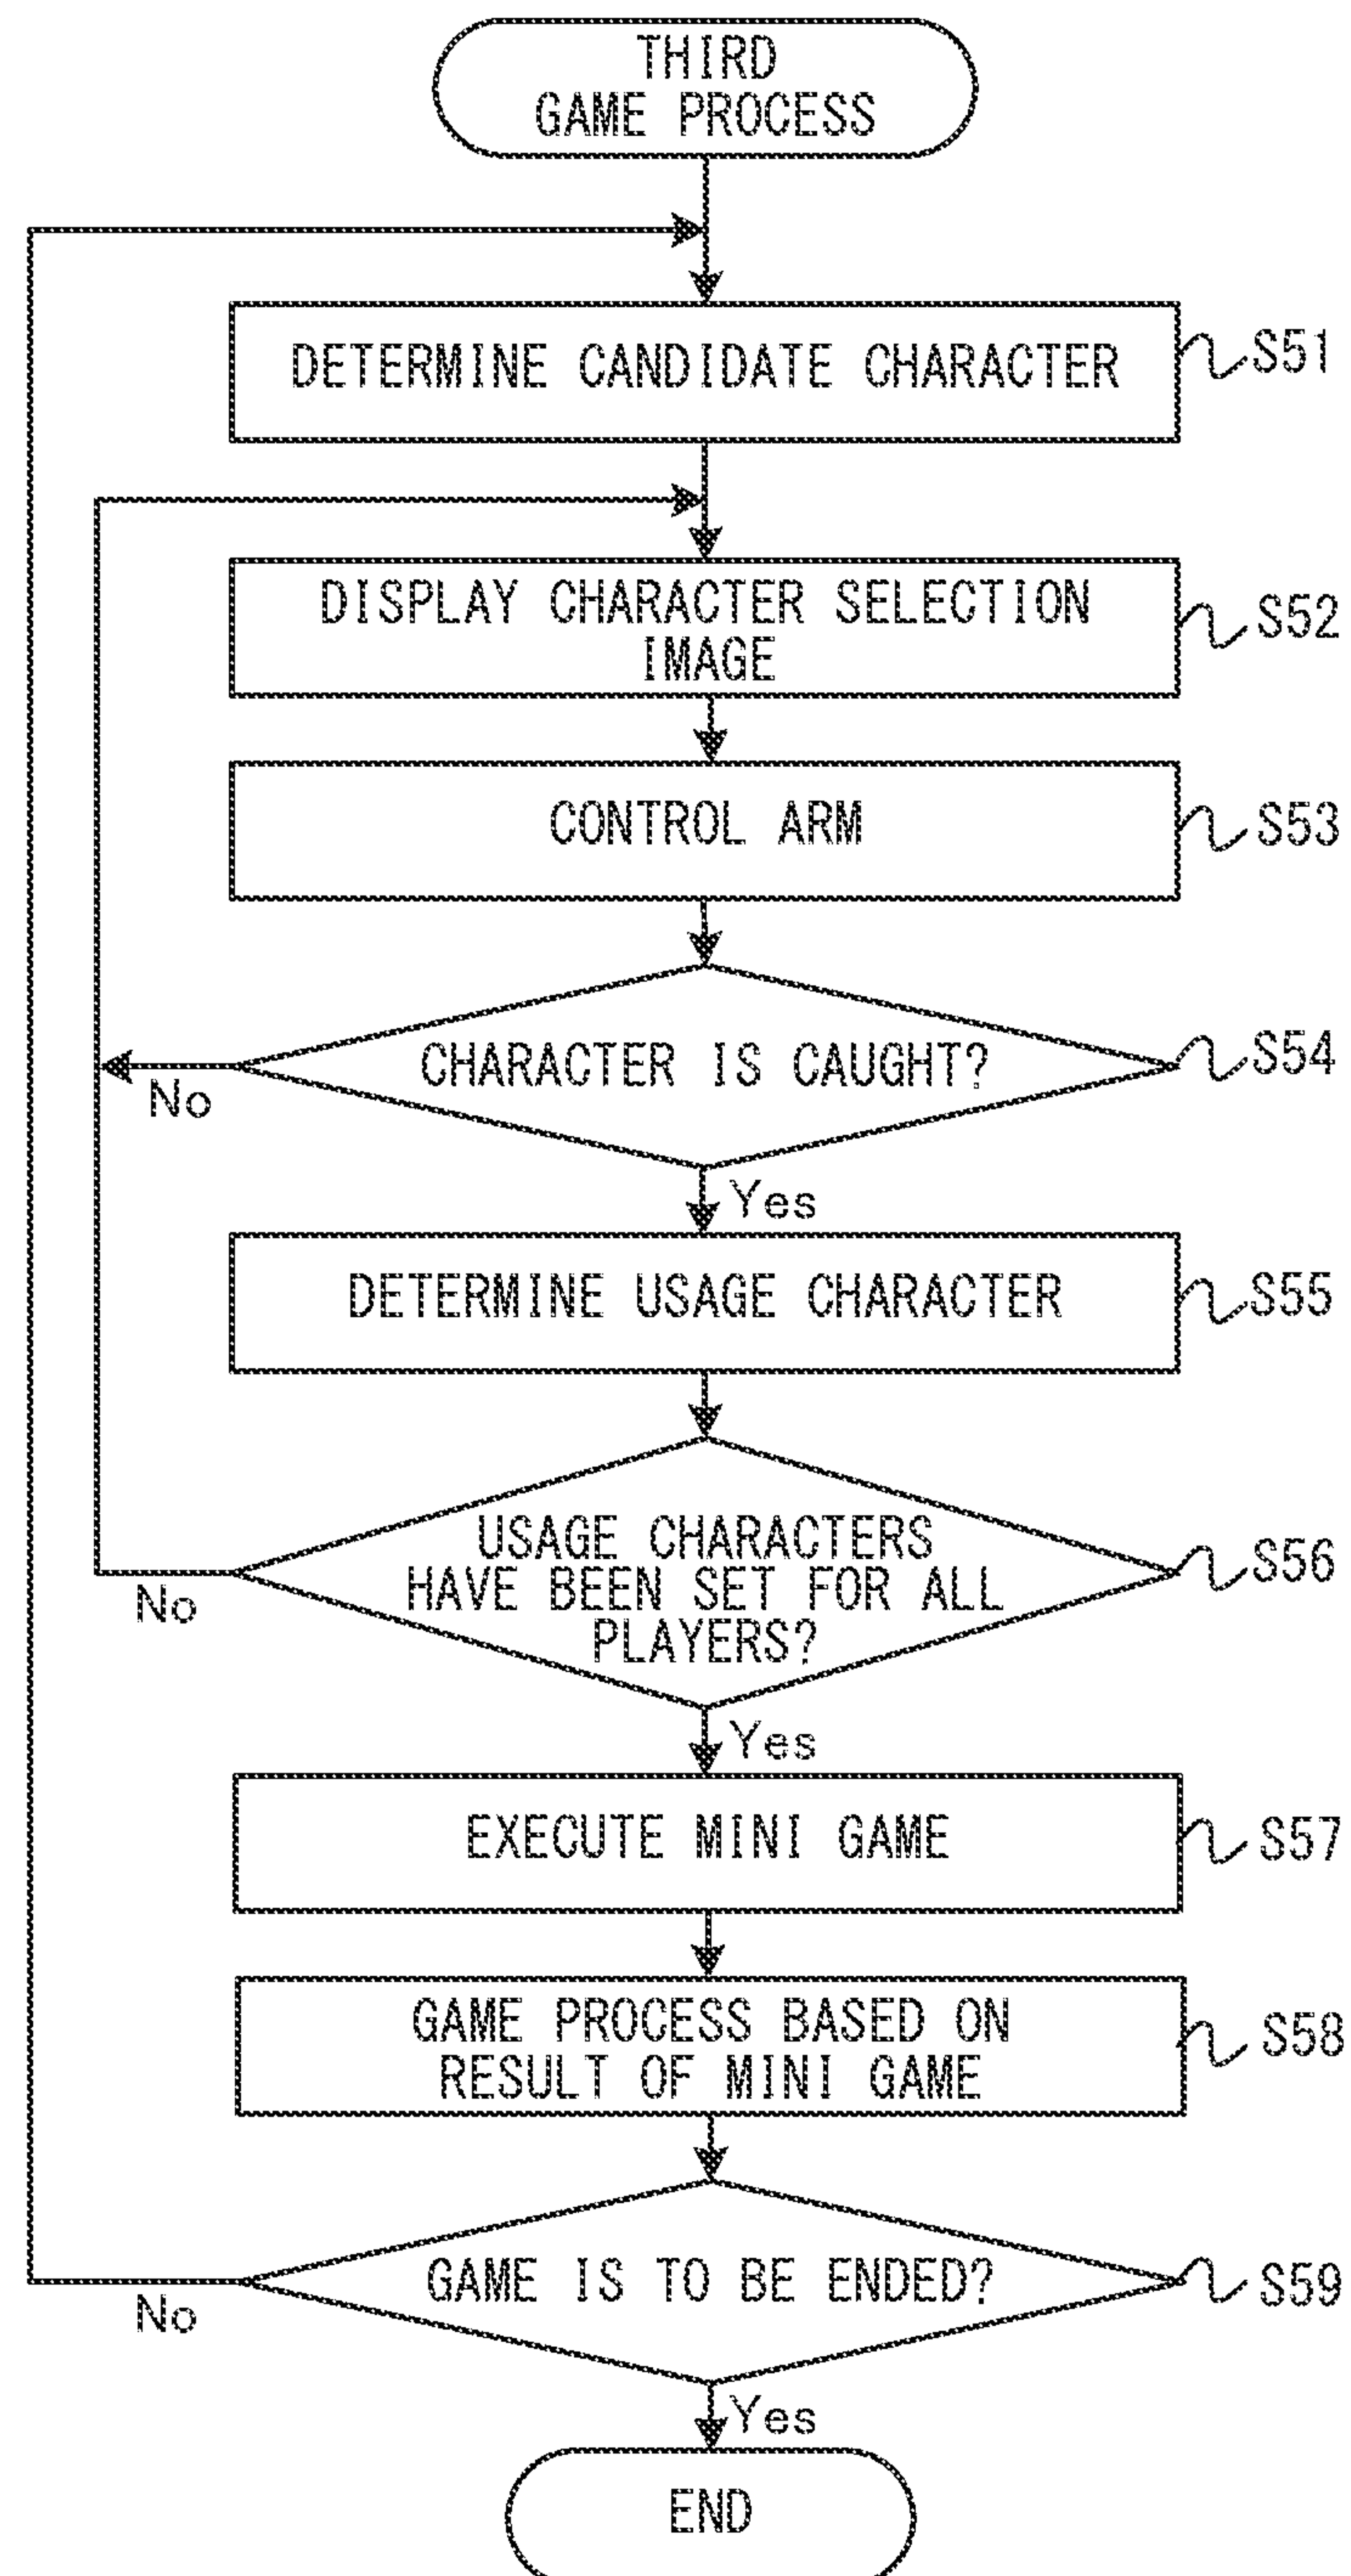 THIRD
GAME PROCESS
DETERMINE CANDIDATE CHARACTER
S51
DISPLAY CHARACTER SELECTION
IMAGE
S52
CONTROL ARM
S53
CHARACTER IS CAUGHT?
S54
No
Yes
DETERMINE USAGE CHARACTER
S55
USAGE CHARACTERS
HAVE BEEN SET FOR ALL
PLAYERS?
S56
No
Yes
EXECUTE MINI GAME
S57
GAME PROCESS BASED ON
RESULT OF MINI GAME
S58
GAME IS TO BE ENDED?
S59
No
Yes
END